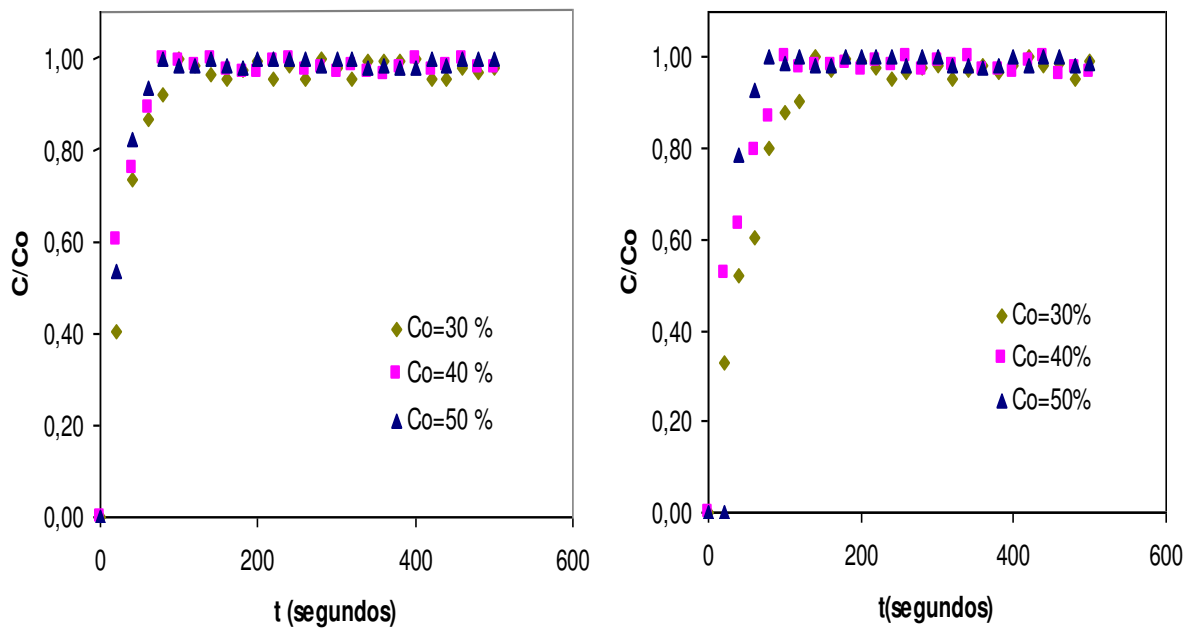 1,00
0,80
0,60
0,40
0,20
0,00
C/Co
Co=30 %
Co=40 %
Co=50 %
0
200
400
600
t (segundos)
1,00
0,80
0,60
0,40
0,20
0,00
C/Co
Co=30%
Co=40%
Co=50%
0
200
400
600
t(segundos)